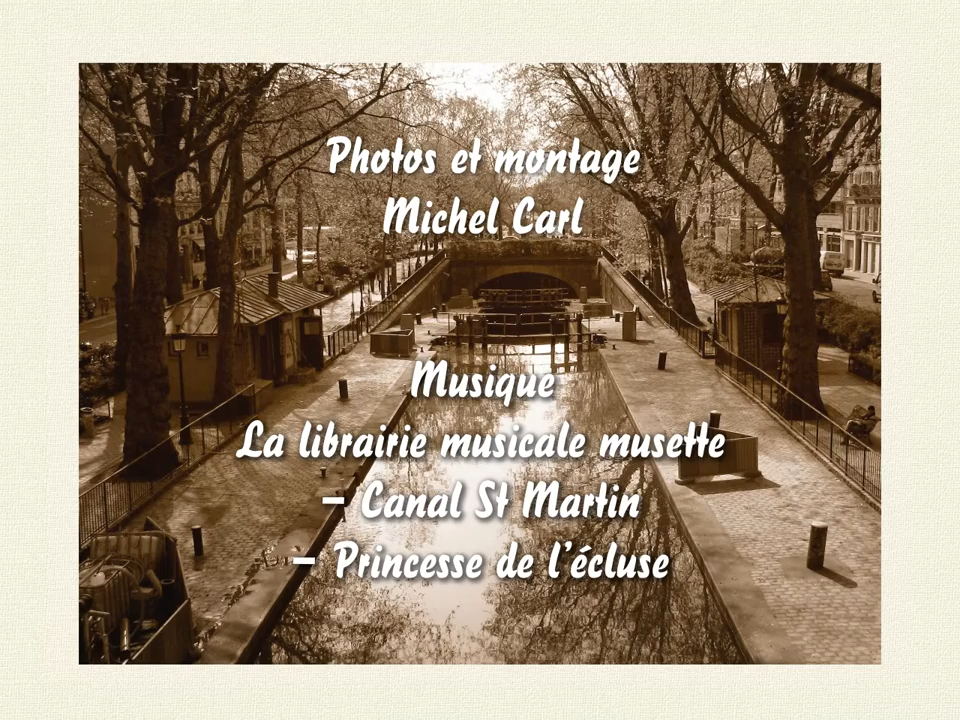 Photos et montage
Michel Carl
Musique
La librairie musicale musette
– Canal St Martin
– Princesse de l’écluse